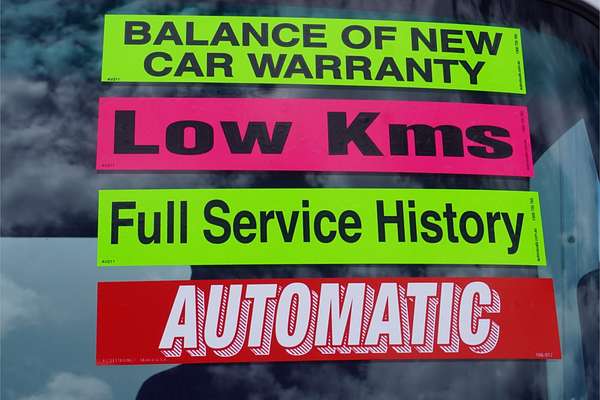 BALANCE OF NEW
CAR WARRANTY
Low Kms
Full Service History
AUTOMATIC